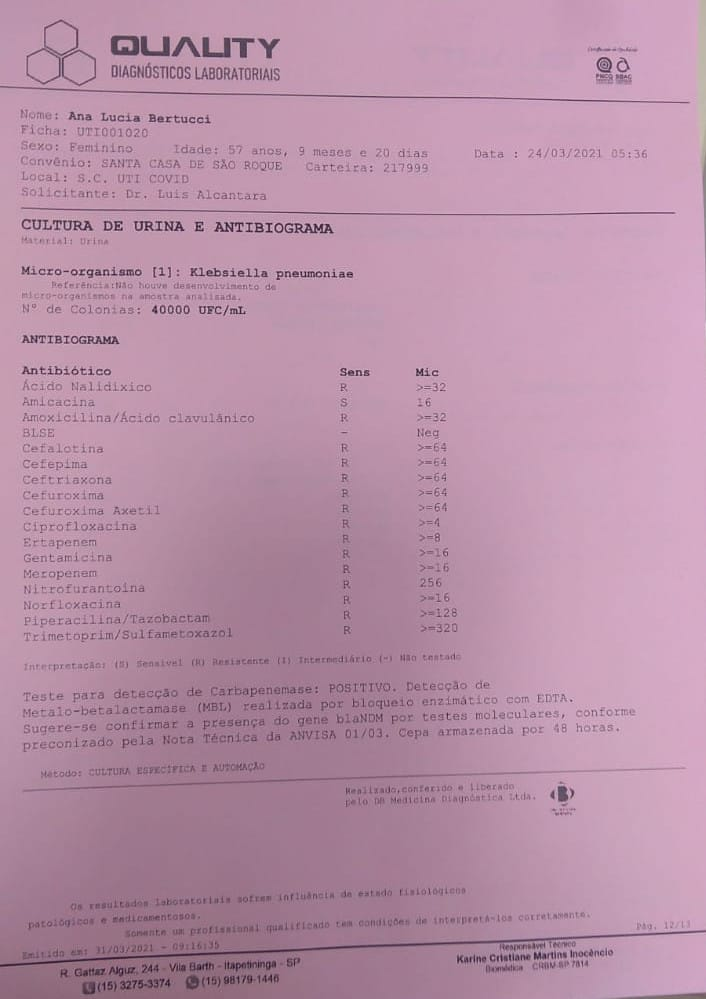 QUALITY
DIAGNÓSTICOS LABORATORIAIS
PNCQ SBAC
Nome: Ana Lucia Bertucci
Ficha: UTI001020
Sexo: Feminino Idade: 57 anos, 9 meses e 20 dias Data : 24/03/2021 05:36
Convênio: SANTA CASA DE SÃO ROQUE Carteira: 217999
Local: S.C. UTI COVID
Solicitante: Dr. Luis Alcantara
CULTURA DE URINA E ANTIBIOGRAMA
Material: Urina
Micro-organismo [1]: Klebsiella pneumoniae
Referência:Não houve desenvolvimento de
micro-organismos na amostra analisada.
N° de Colonias: 40000 UFC/mL
ANTIBIOGRAMA
Antibiótico Sens Mic
Ácido Nalidíxico R >=32
Amicacina S 16
Amoxicilina/Ácido clavulânico R >=32
BLSE - Neg
Cefalotina R >=64
Cefepima R >=64
Ceftriaxona R >=64
Cefuroxima R >=64
Cefuroxima Axetil R >=64
Ciprofloxacina R >=4
Ertapenem R >=8
Gentamicina R >=16
Meropenem R >=16
Nitrofurantoina R 256
Norfloxacina R >=16
Piperacilina/Tazobactam R >=128
Trimetoprim/Sulfametoxazol R >=320
Interpretação: (S) Sensível (R) Resistente (I) Intermediário (-) Não testado
Teste para detecção de Carbapenemase: POSITIVO. Detecção de
Metalo-betalactamase (MBL) realizada por bloqueio enzimático com EDTA.
Sugere-se confirmar a presença do gene blaNDM por testes moleculares, conforme
preconizado pela Nota Técnica da ANVISA 01/03. Cepa armazenada por 48 horas.
Método: CULTURA ESPECÍFICA E AUTOMAÇÃO
Realizado,conferido e liberado
pelo DB Medicina Diagnóstica Ltda.
Os resultados laboratoriais sofrem influência de estado fisiológicos
patológicos e medicamentosos.
Somente um profissional qualificado tem condições de interpretá-los corretamente.
Pág. 12/13
Emitido em: 31/03/2021 - 09:16:35
R. Gattaz Alguz, 244 - Vila Barth - Itapetininga - SP
(15) 3275-3374 (15) 98179-1446
Responsável Técnico
Karine Cristiane Martins Inocêncio
Biomédica CRBM-SP 7814